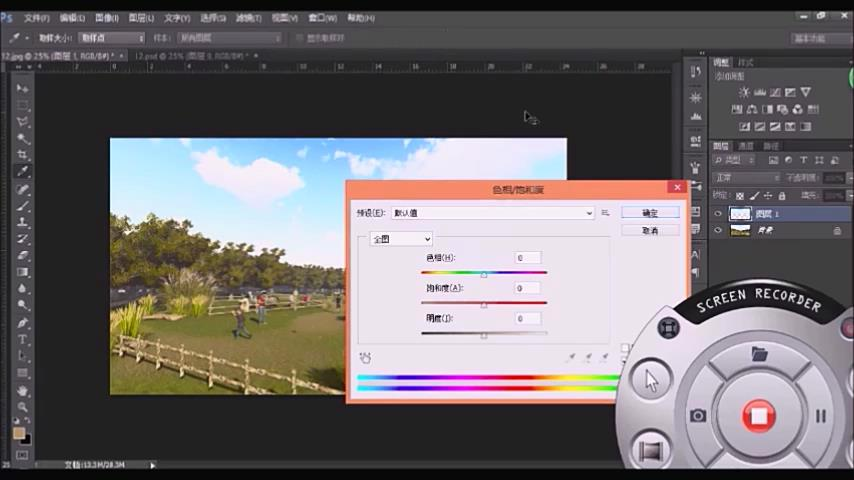 Ps 文件(F) 编辑(E) 图像(I) 图层(L) 文字(Y) 选择(S) 滤镜(T) 视图(V) 窗口(W) 帮助(H)
取样大小: 取样点 样本: 所有图层 显示取样环 基本功能
12.jpg @ 25% (图层 1, RGB/8#) * × 12.psd @ 25% (图层 0, RGB/8#) * ×
调整 样式
添加调整
图层 通道 路径
类型
正常 不透明度: 100%
锁定: 填充: 100%
图层 1
背景
色相/饱和度
预设(E): 默认值 确定
取消
全图
色相(H): 0
饱和度(A): 0
明度(I): 0
SCREEN RECORDER
25 文档:13.3M/28.3M